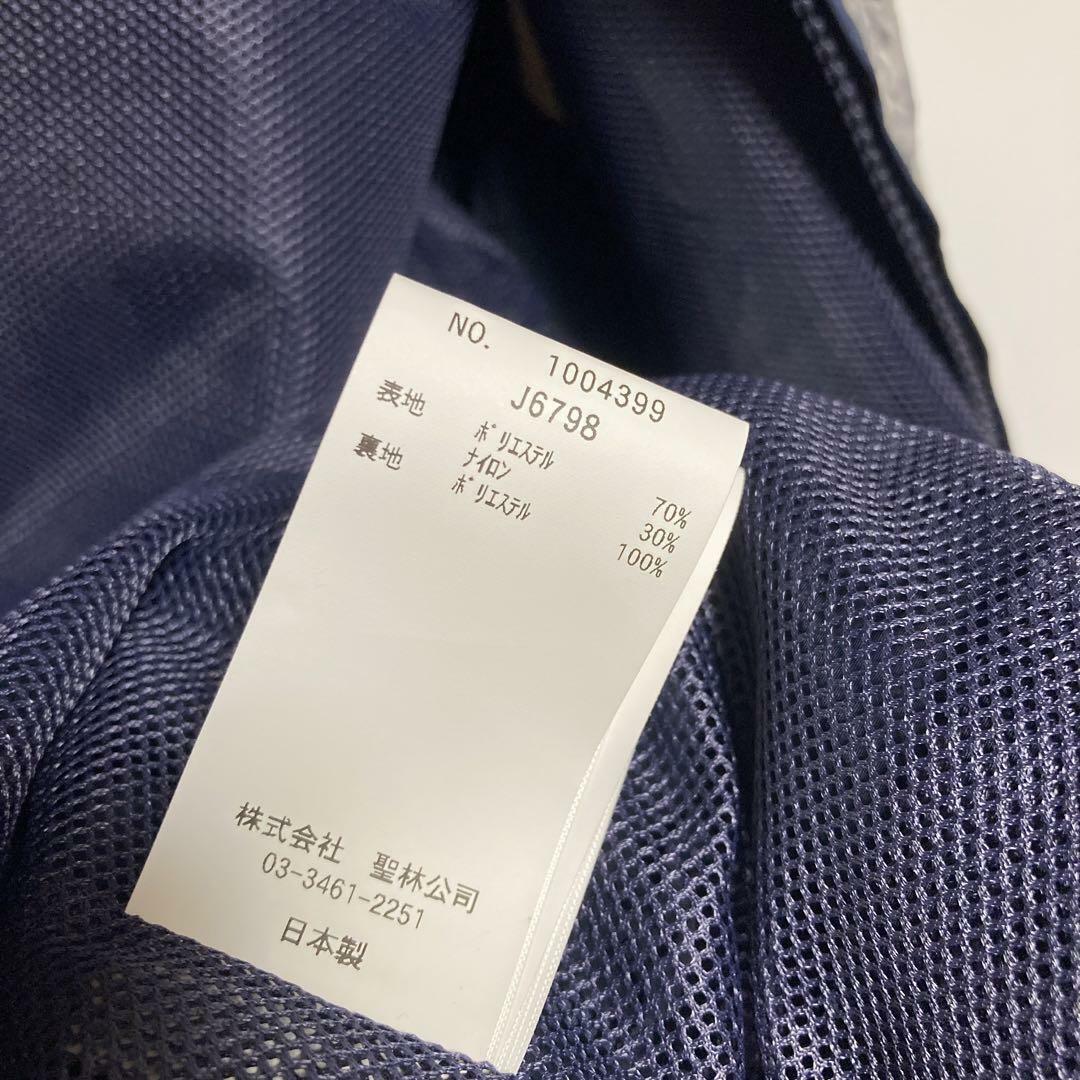 NO. 1004399
J6798
表地 ﾎﾟﾘｴｽﾃﾙ 70%
ﾅｲﾛﾝ 30%
裏地 ﾎﾟﾘｴｽﾃﾙ 100%
株式会社 聖林公司
03-3461-2251
日本製